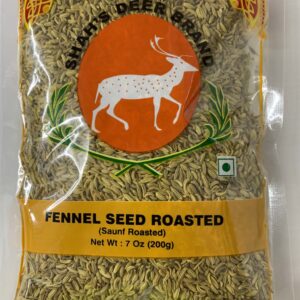 SHAH'S DEER BRAND
FENNEL SEED ROASTED
(Saunf Roasted)
Net Wt : 7 Oz (200g)